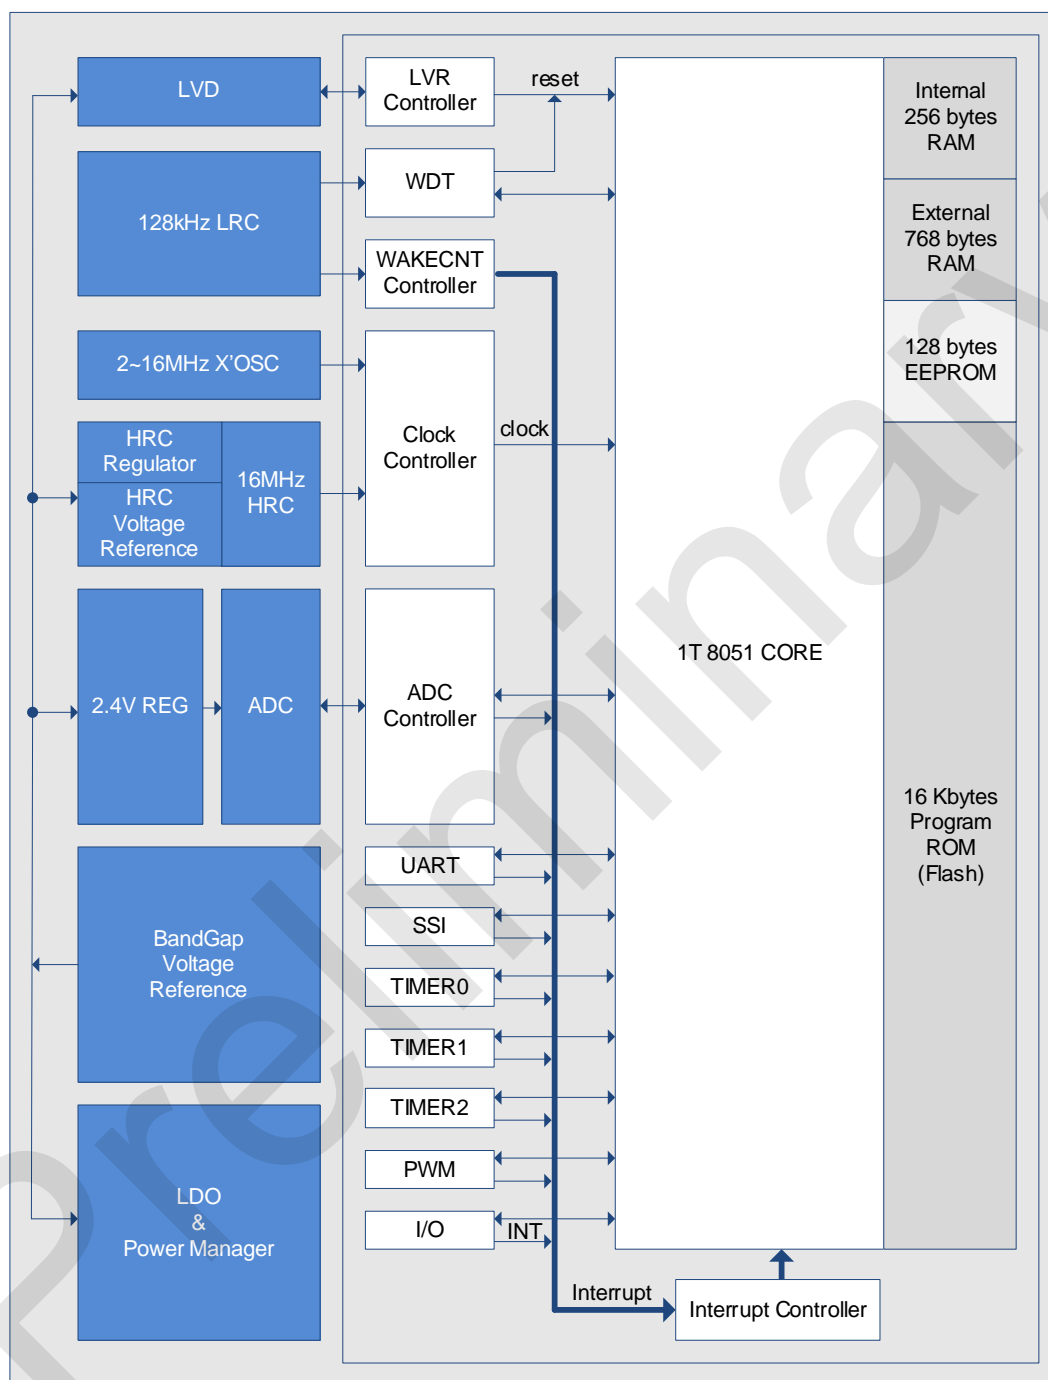 LVD
LVR
Controller
reset
Internal
256 bytes
RAM
128kHz LRC
WDT
External
768 bytes
RAM
WAKECNT
Controller
2~16MHz X'OSC
128 bytes
EEPROM
HRC
Regulator
HRC
Voltage
Reference
16MHz
HRC
Clock
Controller
clock
1T 8051 CORE
2.4V REG
ADC
ADC
Controller
16 Kbytes
Program
ROM
(Flash)
UART
SSI
BandGap
Voltage
Reference
TIMER0
TIMER1
TIMER2
PWM
I/O
INT
LDO
&
Power Manager
Interrupt
Interrupt Controller
Preliminary